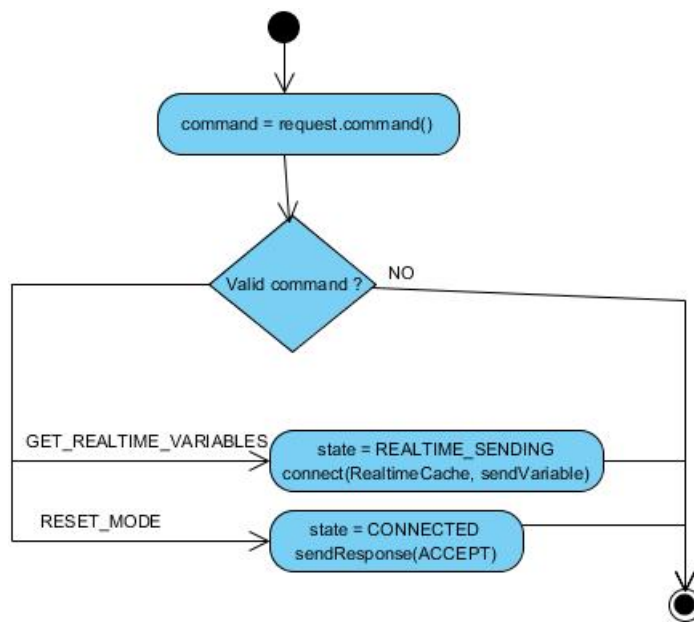 command = request.command()
Valid command ?
NO
GET_REALTIME_VARIABLES
state = REALTIME_SENDING
connect(RealtimeCache, sendVariable)
RESET_MODE
state = CONNECTED
sendResponse(ACCEPT)